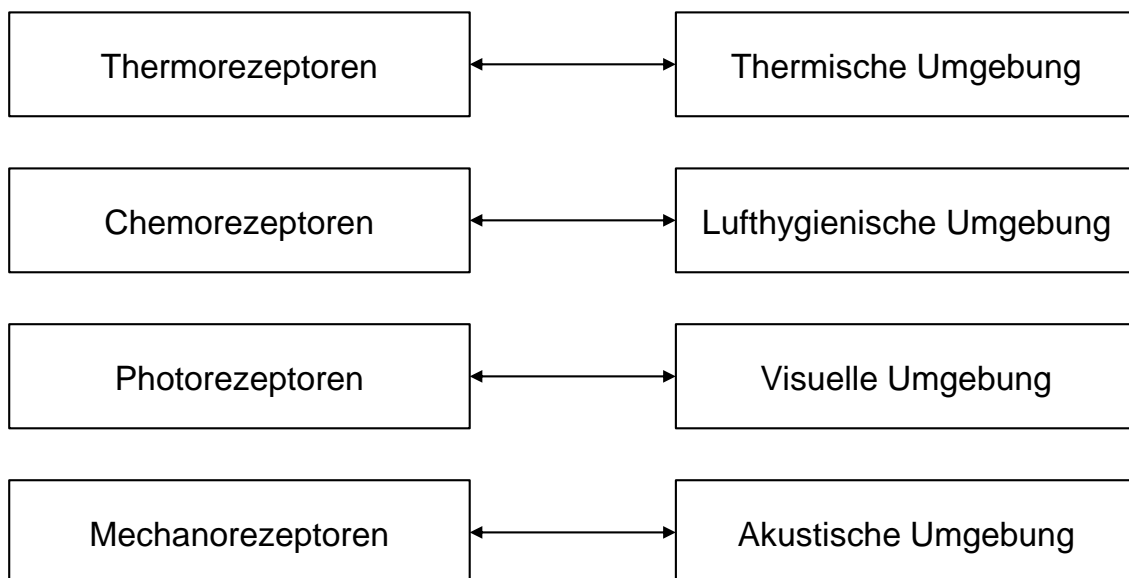 Thermorezeptoren
Thermische Umgebung
Chemorezeptoren
Lufthygienische Umgebung
Photorezeptoren
Visuelle Umgebung
Mechanorezeptoren
Akustische Umgebung